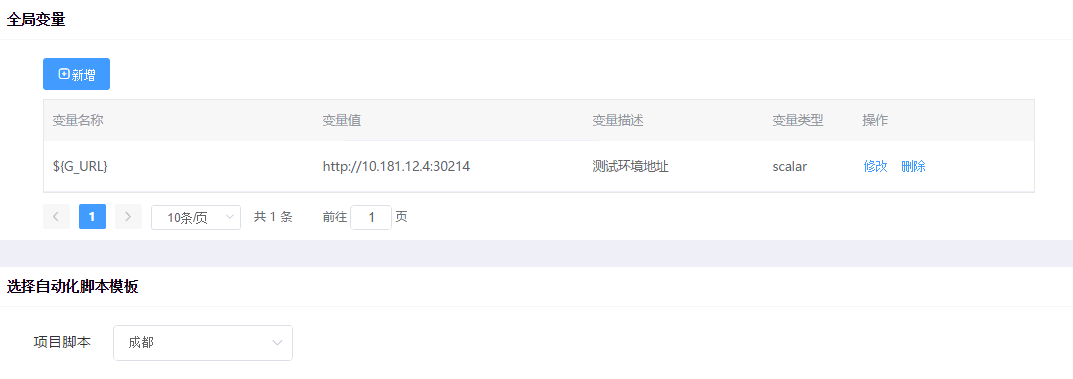 全局变量
新增
变量名称 变量值 变量描述 变量类型 操作
${G_URL} http://10.181.12.4:30214 测试环境地址 scalar 修改 删除
1 10条/页 共 1 条 前往 1 页
选择自动化脚本模板
项目脚本 成都